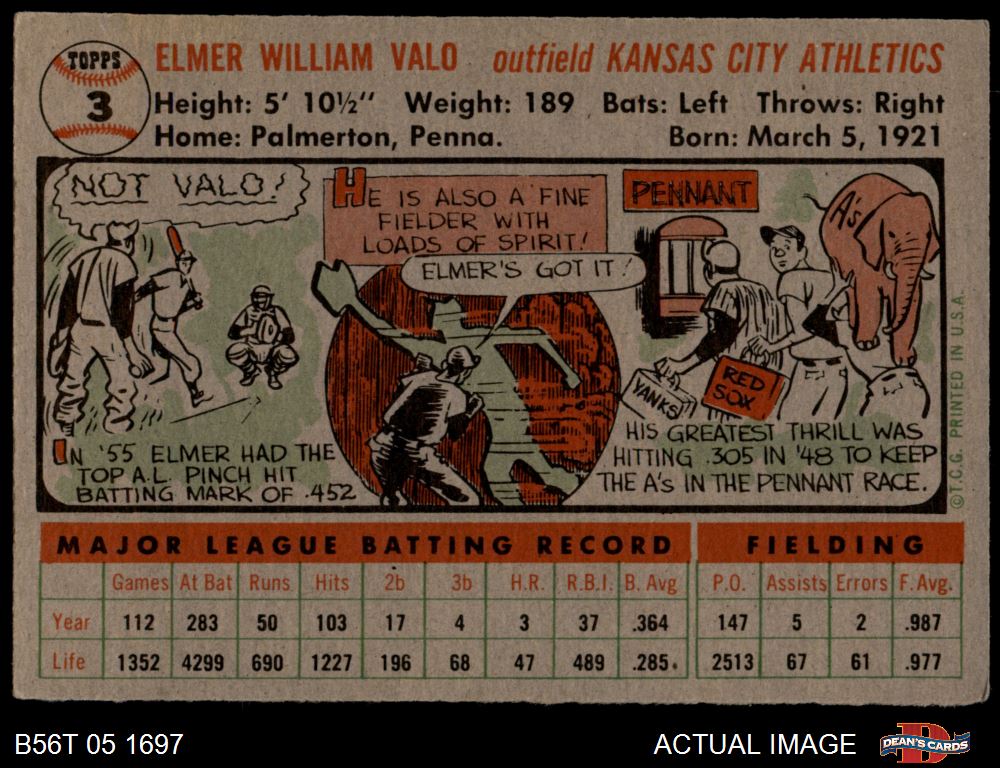 TOPPS
3
ELMER WILLIAM VALO outfield KANSAS CITY ATHLETICS
Height: 5' 10½" Weight: 189 Bats: Left Throws: Right
Home: Palmerton, Penna. Born: March 5, 1921
NOT VALO!
IN '55 ELMER HAD THE
TOP A.L. PINCH HIT
BATTING MARK OF .452
HE IS ALSO A FINE
FIELDER WITH
LOADS OF SPIRIT!
ELMER'S GOT IT!
PENNANT
A's
YANKS
RED
SOX
HIS GREATEST THRILL WAS
HITTING .305 IN '48 TO KEEP
THE A's IN THE PENNANT RACE.
©T.C.G. PRINTED IN U.S.A.
MAJOR LEAGUE BATTING RECORD FIELDING
Games At Bat Runs Hits 2b 3b H.R. R.B.I. B. Avg P.O. Assists Errors F. Avg.
Year 112 283 50 103 17 4 3 37 .364 147 5 2 .987
Life 1352 4299 690 1227 196 68 47 489 .285. 2513 67 61 .977
B56T 05 1697 ACTUAL IMAGE
DEAN'S CARDS